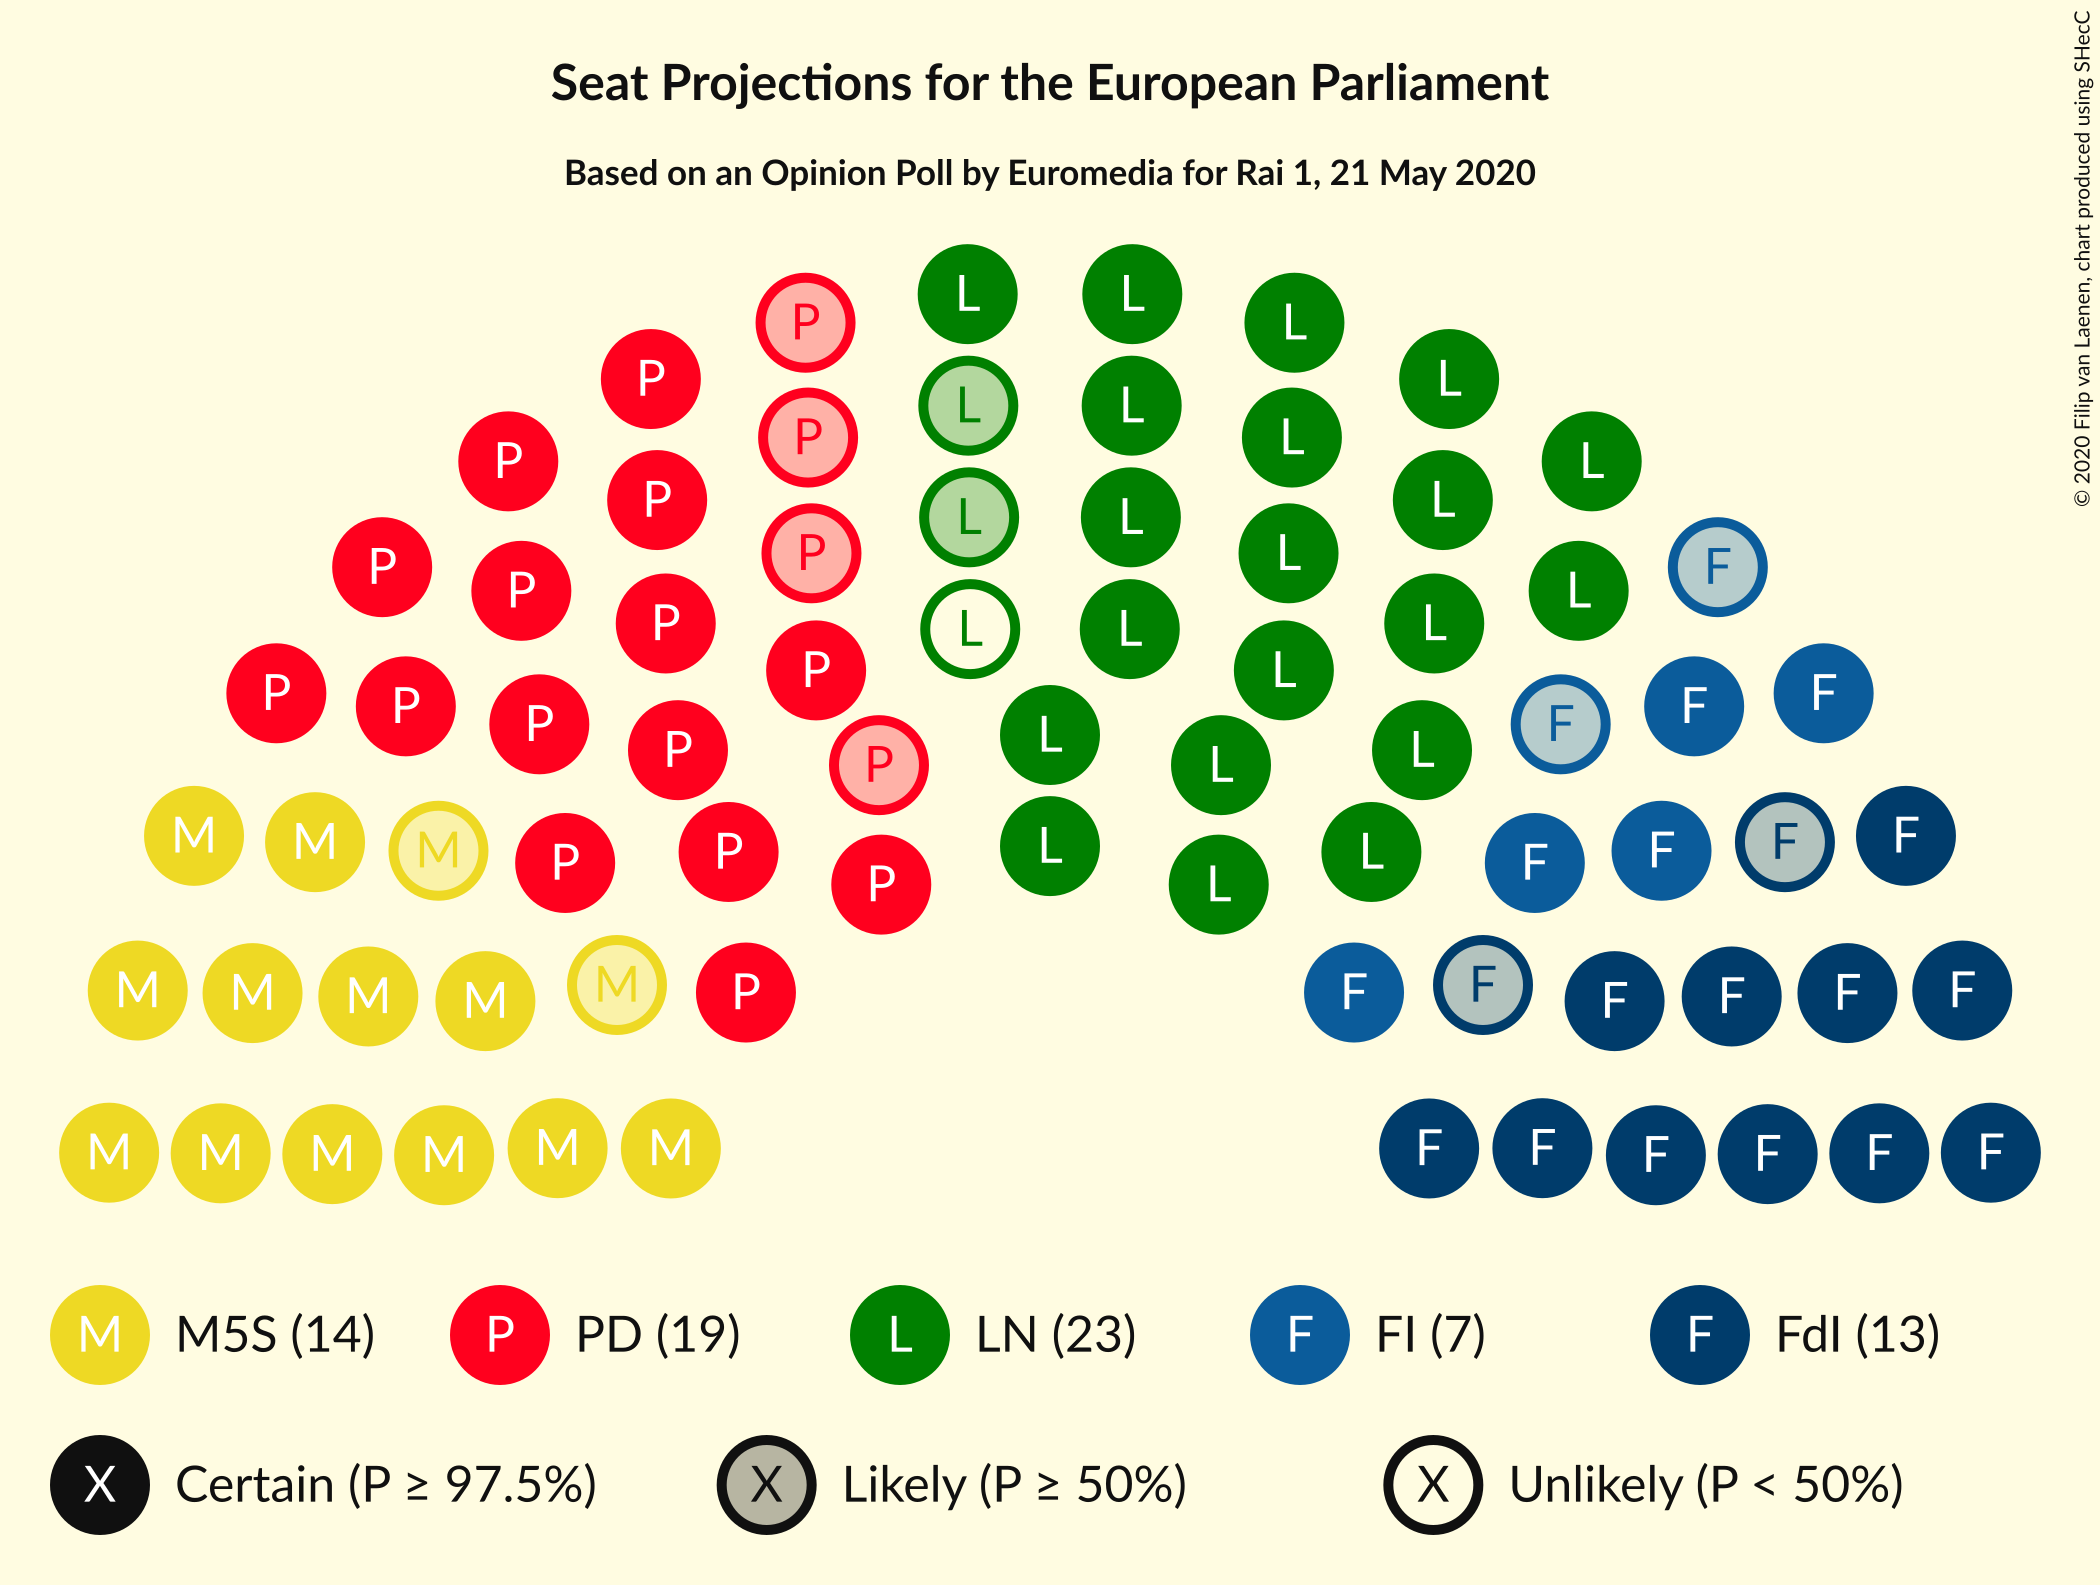 Seat Projections for the European Parliament
Based on an Opinion Poll by Euromedia for Rai 1, 21 May 2020
© 2020 Filip van Laenen, chart produced using SHecC
L L
P L
P L
L L
P L
P L
P L
P L
L L
P L
P L
P F
P L
P L
P L
L L
P L
P L
P F
P P F
P F
P L
L
P L
M F
M F
M F
P F
P L
L
P L
M F
M F
M F
M F
M F
P F
M M M M M M F F F F F F
M M5S (14) P PD (19) L LN (23) F FI (7) F FdI (13)
X Certain (P ≥ 97.5%) X Likely (P ≥ 50%) X Unlikely (P < 50%)